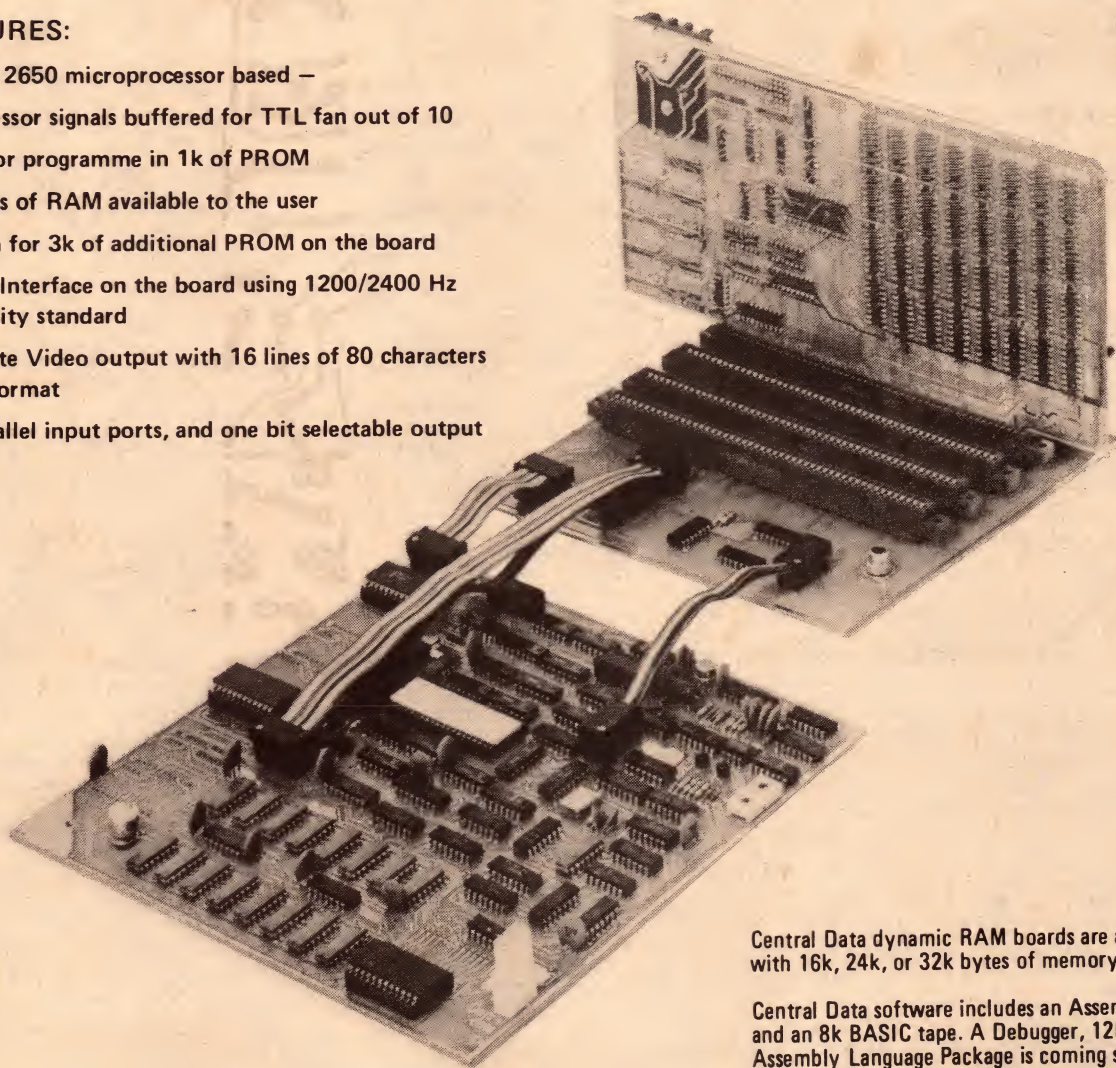 URES:
2650 microprocessor based —
essor signals buffered for TTL fan out of 10
or programme in 1k of PROM
s of RAM available to the user
for 3k of additional PROM on the board
Interface on the board using 1200/2400 Hz
ity standard
te Video output with 16 lines of 80 characters
ormat
allel input ports, and one bit selectable output
Central Data dynamic RAM boards are
with 16k, 24k, or 32k bytes of memory
Central Data software includes an Assem
and an 8k BASIC tape. A Debugger, 12
Assembly Language Package is coming s